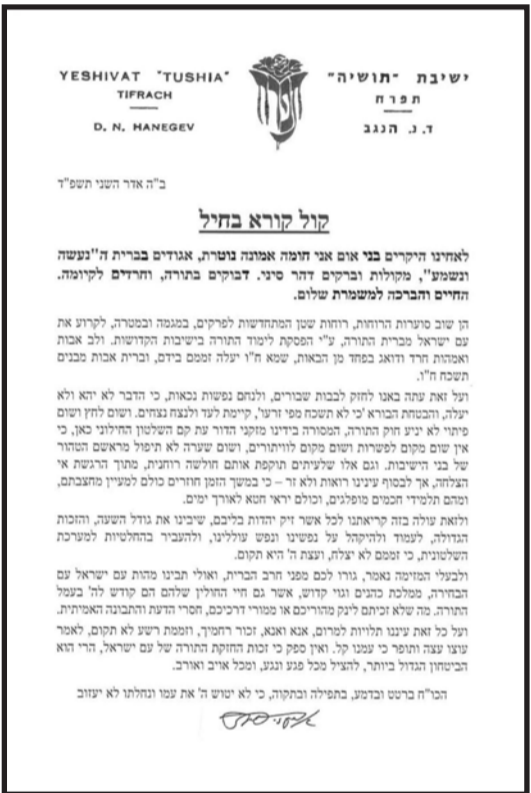 YESHIVAT "TUSHIA"
TIFRACH
D. N. HANEGEV
ישיבת "תושיה"
תפרח
ד. נ. הנגב
ב"ה אדר השני תשפ"ד
קול קורא בחיל
לאחינו היקרים בני אום אני חומה אמונה נוטרת, אגודים בברית ה"נעשה
ונשמע", מקולות וברקים דהר סיני. דבוקים בתורה, וחרדים לקיומה.
החיים והברכה למשמרת שלום.
הן שוב סוערות הרוחות, רוחות שטן המתחדשות לפרקים, במגמה ובמטרה, לקרוע את
עם ישראל מברית התורה, ע"י הפסקת לימוד התורה בישיבות הקדושות. ולב אבות
ואמהות חרד ודואג בפחד מן הבאות, שמא ח"ו יעלה זממם בידם, וברית אבות מבנים
תשכח ח"ו.
ועל זאת עתה באנו לחזק לבבות שבורים, ולנחם נפשות נכאות, כי הדבר לא יהא ולא
יעלה, והבטחת הבורא 'כי לא תשכח מפי זרעו', קיימת לעד ולנצח נצחים. ושום לחץ ושום
פיתוי לא יניע חוק התורה, המסורה בידינו מזקני הדור עת קם השלטון החילוני כאן, כי
אין שום מקום לפשרות ושום מקום לוויתורים, ושום שערה לא תיפול מראשם הטהור
של בני הישיבות. וגם אלו שלעיתים תוקפת אותם חולשה רוחנית, מתוך הרגשת אי
הצלחה, אך לבסוף עינינו רואות ולא זר – כי במשך הזמן חוזרים כולם למעיין מחצבתם,
ומהם תלמידי חכמים מופלגים, וכולם יראי חטא לאורך ימים.
ולזאת עולה בזה קריאתנו לכל אשר זיק יהדות בליבם, שיבינו את גודל השעה, והזכות
הגדולה, לעמוד ולהיקהל על נפשינו ונפש עוללינו, ולהעביר בהחלטיות למערכת
השלטונית, כי זממם לא יצלח, ועצת ה' היא תקום.
ולבעלי המזימה נאמר, גורו לכם מפני חרב הברית, ואולי תבינו מהות עם ישראל עם
הבחירה, ממלכת כהנים וגוי קדוש, אשר גם חיי החולין שלהם הם קודש לה' בעמל
התורה. מה שלא זכיתם לינק מהוריכם או ממורי דרכיכם, חסרי הדעת והתבונה האמיתית.
ועל כל זאת עיננו תלויות למרום, אנא ואנא, זכור רחמיך, וזממת רשע לא תקום, לאמר
עוצו עצה ותופר כי עמנו קל. ואין ספק כי זכות החזקת התורה של עם ישראל, הרי הוא
הביטחון הגדול ביותר, להציל מכל פגע ונגע, ומכל אויב ואורב.
הכו"ח ברטט ובדמע, בתפילה ובתקוה, כי לא יטוש ה' את עמו ונחלתו לא יעזוב